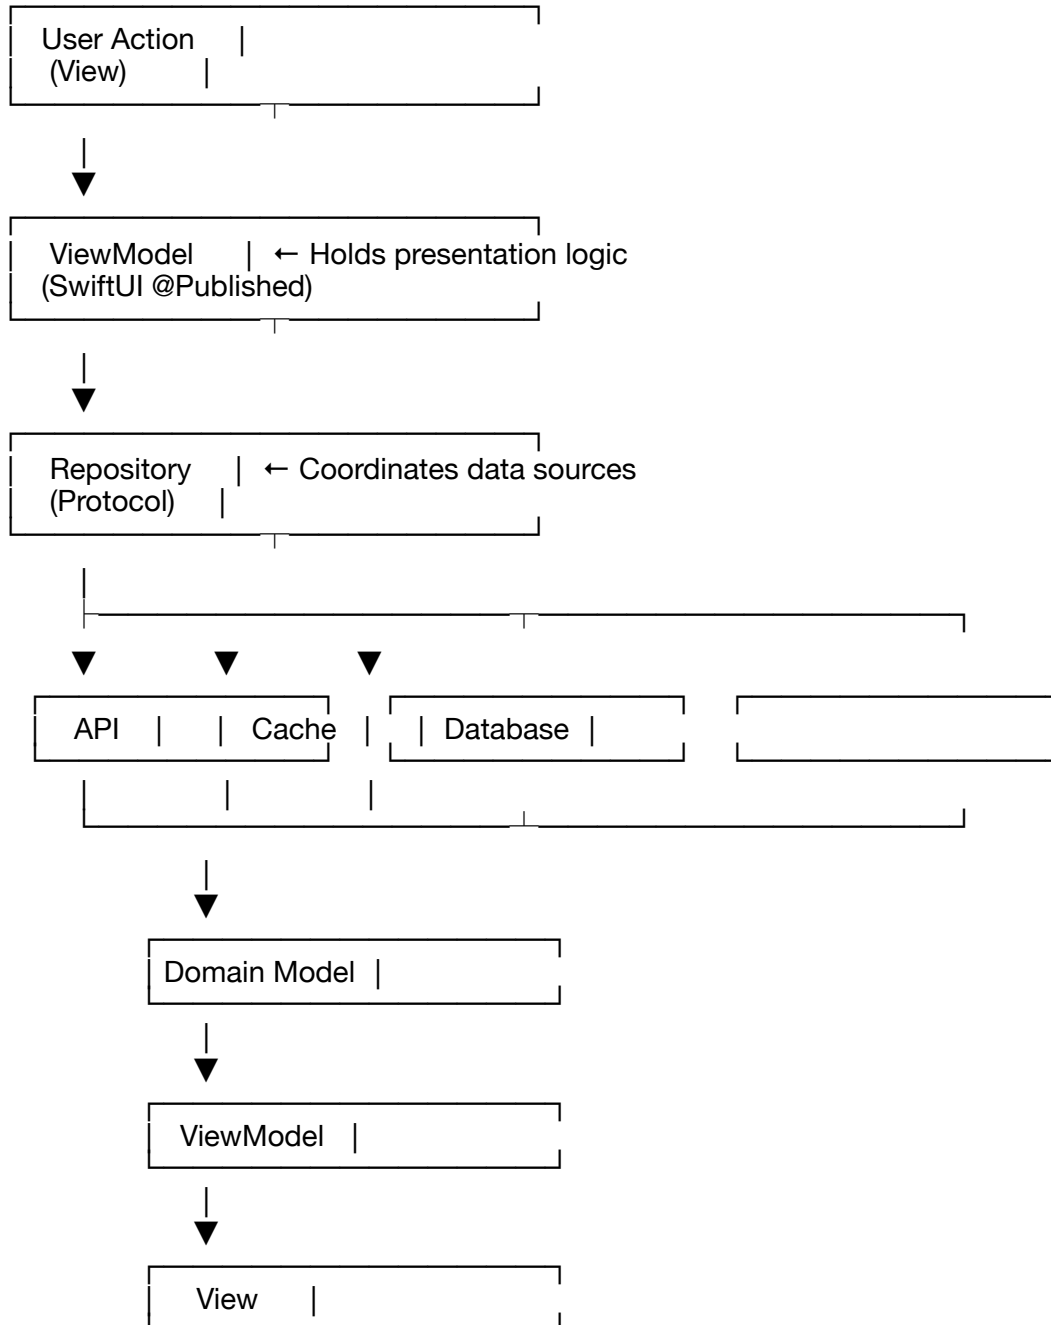 User Action
(View)
ViewModel ← Holds presentation logic
(SwiftUI @Published)
Repository ← Coordinates data sources
(Protocol)
API Cache Database
Domain Model
ViewModel
View